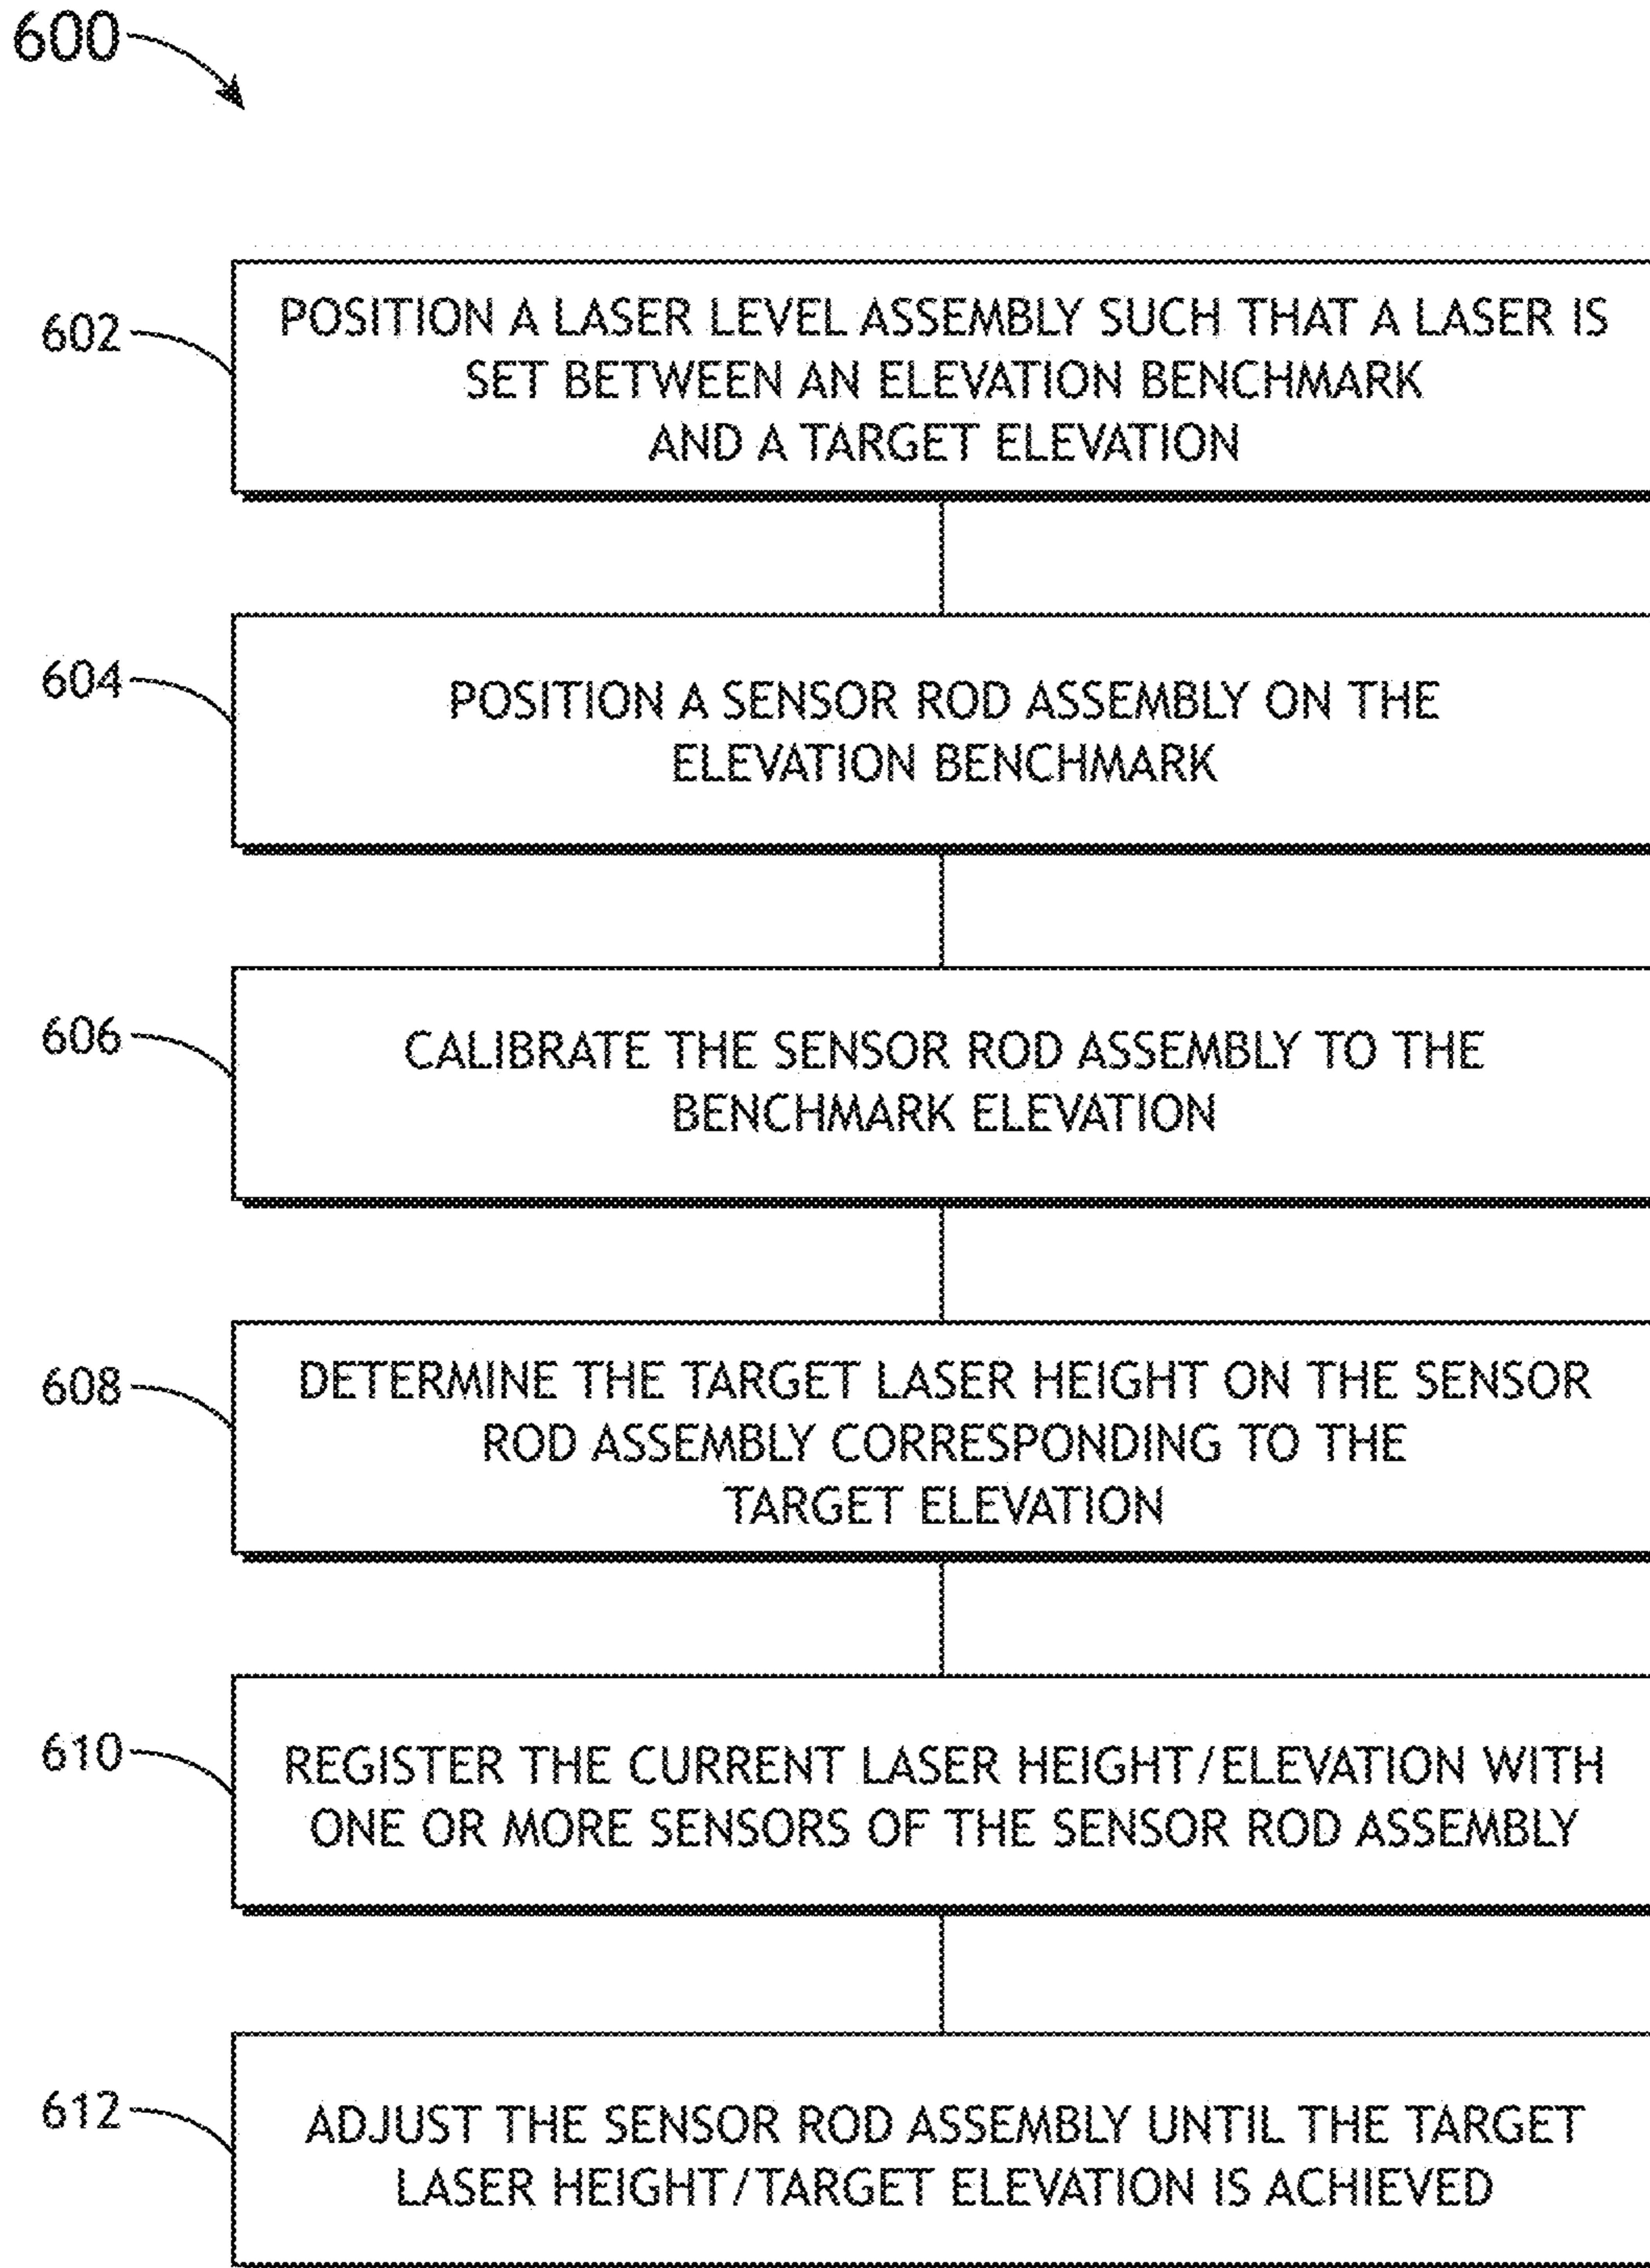 600
602
POSITION A LASER LEVEL ASSEMBLY SUCH THAT A LASER IS
SET BETWEEN AN ELEVATION BENCHMARK
AND A TARGET ELEVATION
604
POSITION A SENSOR ROD ASSEMBLY ON THE
ELEVATION BENCHMARK
606
CALIBRATE THE SENSOR ROD ASSEMBLY TO THE
BENCHMARK ELEVATION
608
DETERMINE THE TARGET LASER HEIGHT ON THE SENSOR
ROD ASSEMBLY CORRESPONDING TO THE
TARGET ELEVATION
610
REGISTER THE CURRENT LASER HEIGHT/ELEVATION WITH
ONE OR MORE SENSORS OF THE SENSOR ROD ASSEMBLY
612
ADJUST THE SENSOR ROD ASSEMBLY UNTIL THE TARGET
LASER HEIGHT/TARGET ELEVATION IS ACHIEVED